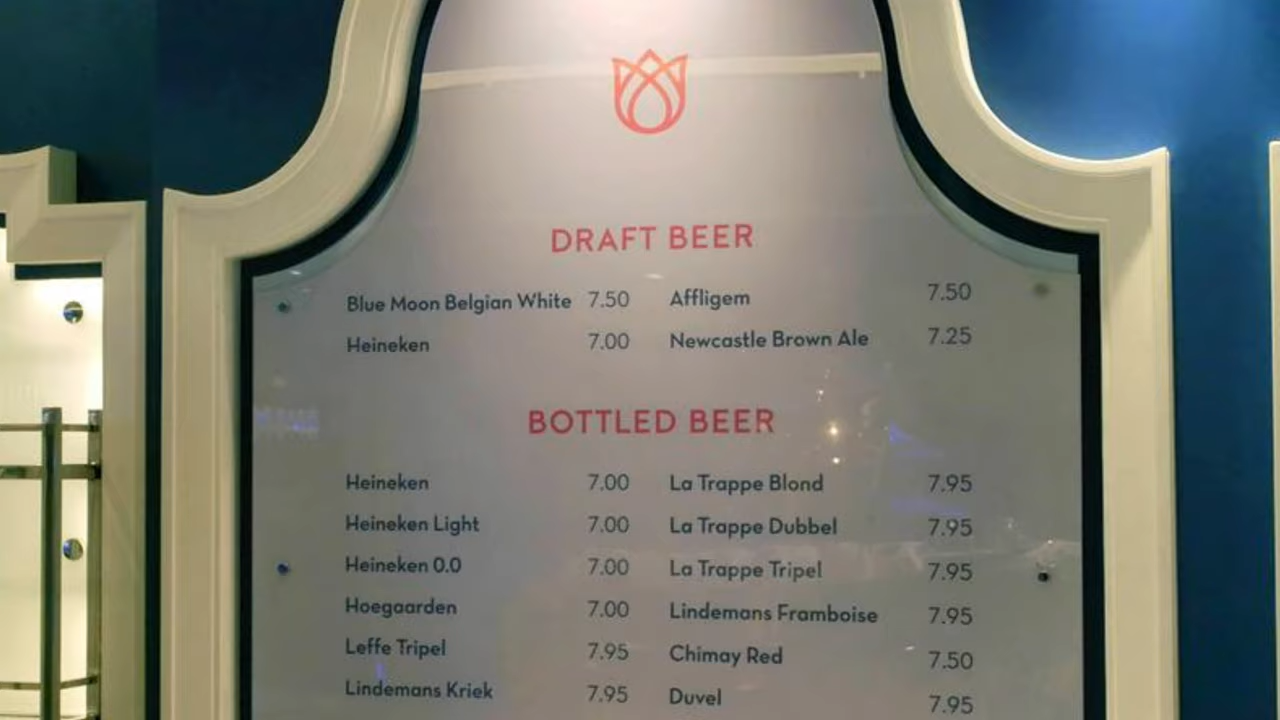 DRAFT BEER
Blue Moon Belgian White 7.50 Affligem 7.50
Heineken 7.00 Newcastle Brown Ale 7.25
BOTTLED BEER
Heineken 7.00 La Trappe Blond 7.95
Heineken Light 7.00 La Trappe Dubbel 7.95
Heineken 0.0 7.00 La Trappe Tripel 7.95
Hoegaarden 7.00 Lindemans Framboise 7.95
Leffe Tripel 7.95 Chimay Red 7.50
Lindemans Kriek 7.95 Duvel 7.95